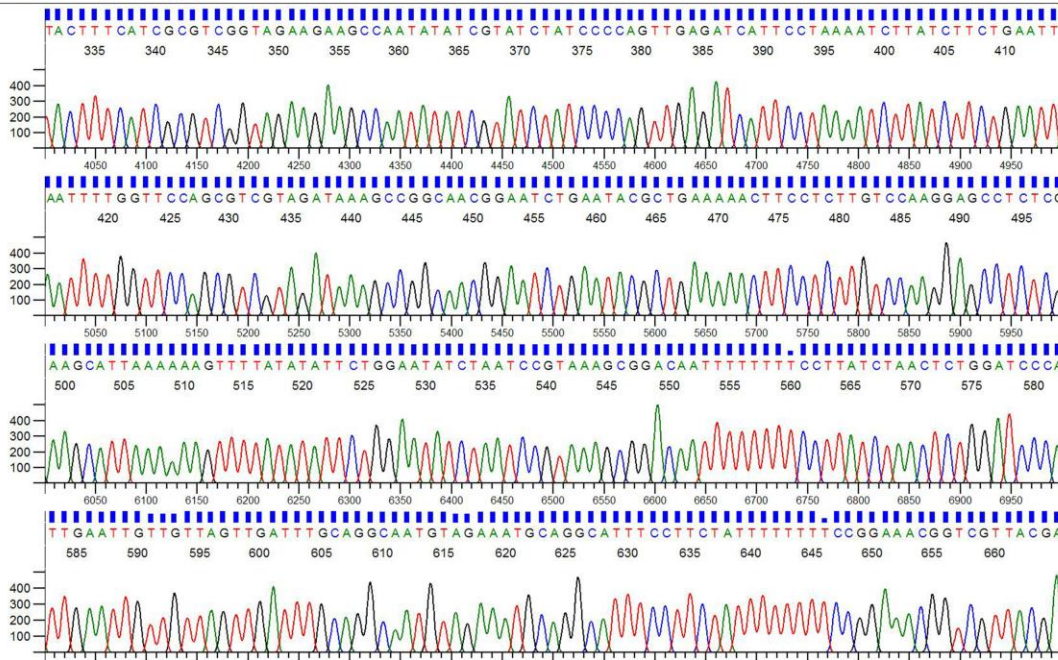 TACTTTCATCGCGTCGGTAGAAGAAGCCAATATATCGTATCTATCCCCAGTTGAGATCATTCCTAAAATCTTATCTTCTGAATT
335 340 345 350 355 360 365 370 375 380 385 390 395 400 405 410
400
300
200
100
4050 4100 4150 4200 4250 4300 4350 4400 4450 4500 4550 4600 4650 4700 4750 4800 4850 4900 4950
AATTTTGGTTCCAGCGTCGTAGATAAAGCCGGCAACGGAATCTGAATACGCTGAAAAAACTTCCTCTTGTCCAAGGAGCCTCTCC
420 425 430 435 440 445 450 455 460 465 470 475 480 485 490 495
400
300
200
100
5050 5100 5150 5200 5250 5300 5350 5400 5450 5500 5550 5600 5650 5700 5750 5800 5850 5900 5950
AAGCATTAAAAAAAGTTTTATATATTCTGGAATATCTAATCCGTAAAGCGGACAATTTTTTTTCCTTATCTAACTCTGGATCCCA
500 505 510 515 520 525 530 535 540 545 550 555 560 565 570 575 580
400
300
200
100
6050 6100 6150 6200 6250 6300 6350 6400 6450 6500 6550 6600 6650 6700 6750 6800 6850 6900 6950
TTGAATTGTTGTTAGTTGATTTGCAGGCAATGTAGAAATGCAGGCATTTCCTTCTATTTTTTTTCCGGAAACGGTCGTTACGA
585 590 595 600 605 610 615 620 625 630 635 640 645 650 655 660
400
300
200
100